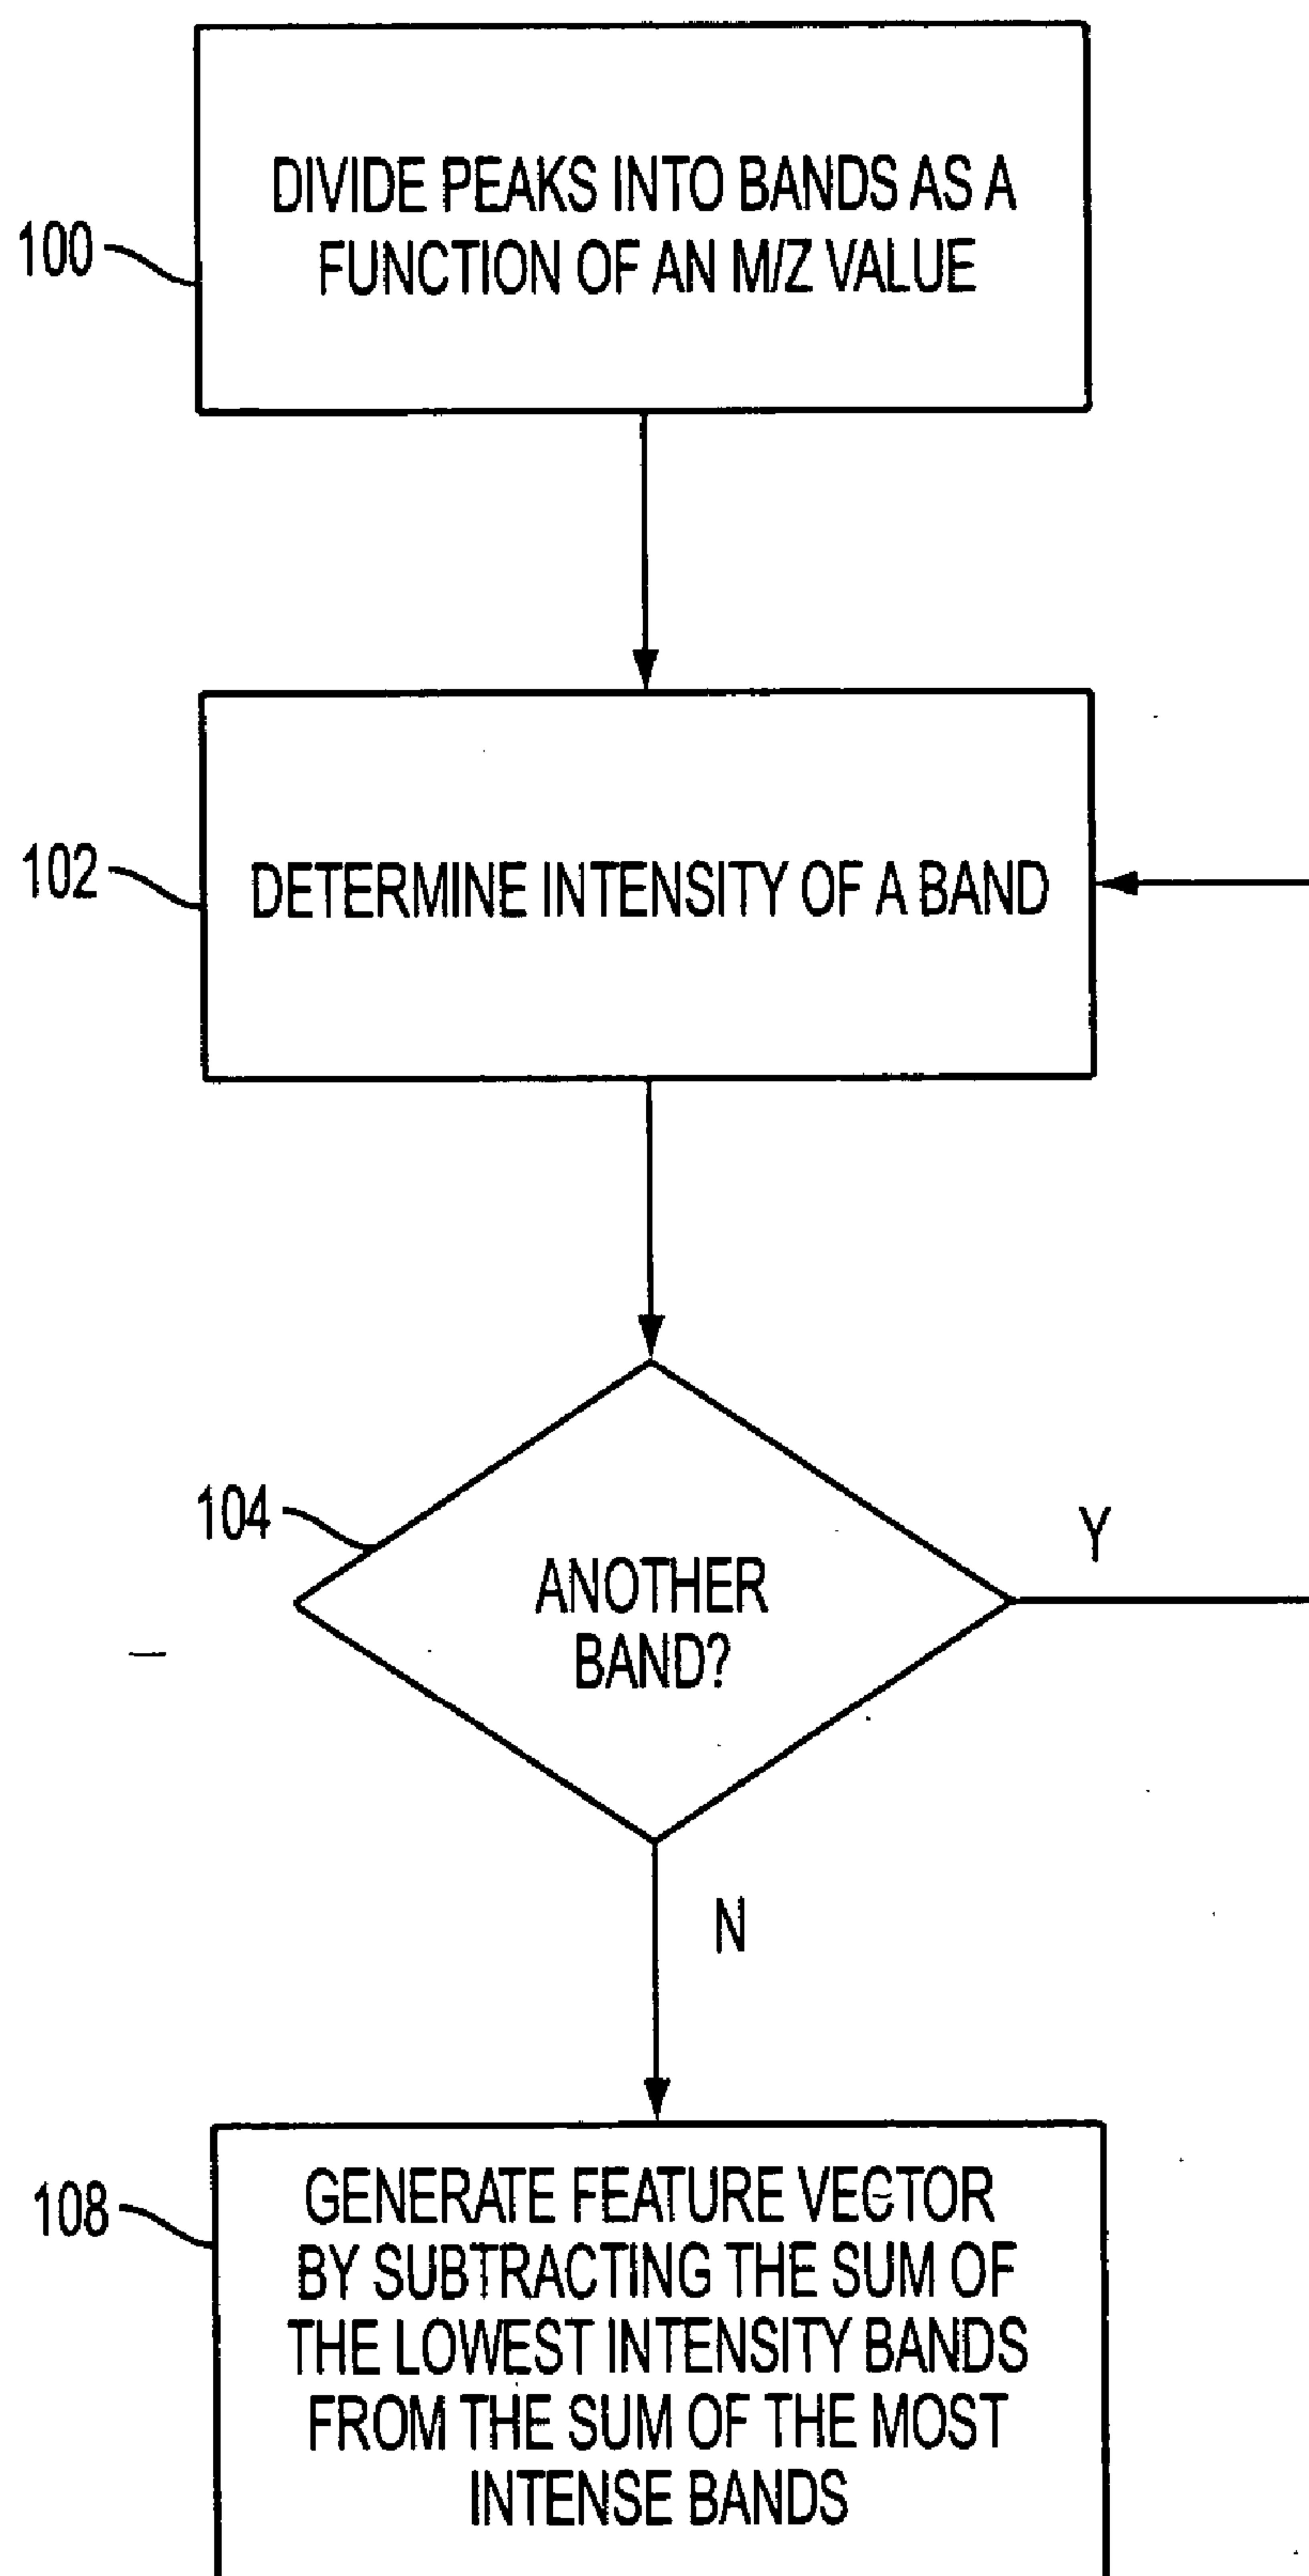 DIVIDE PEAKS INTO BANDS AS A
FUNCTION OF AN M/Z VALUE
100
102
DETERMINE INTENSITY OF A BAND
104
ANOTHER
BAND?
Y
N
108
GENERATE FEATURE VECTOR
BY SUBTRACTING THE SUM OF
THE LOWEST INTENSITY BANDS
FROM THE SUM OF THE MOST
INTENSE BANDS